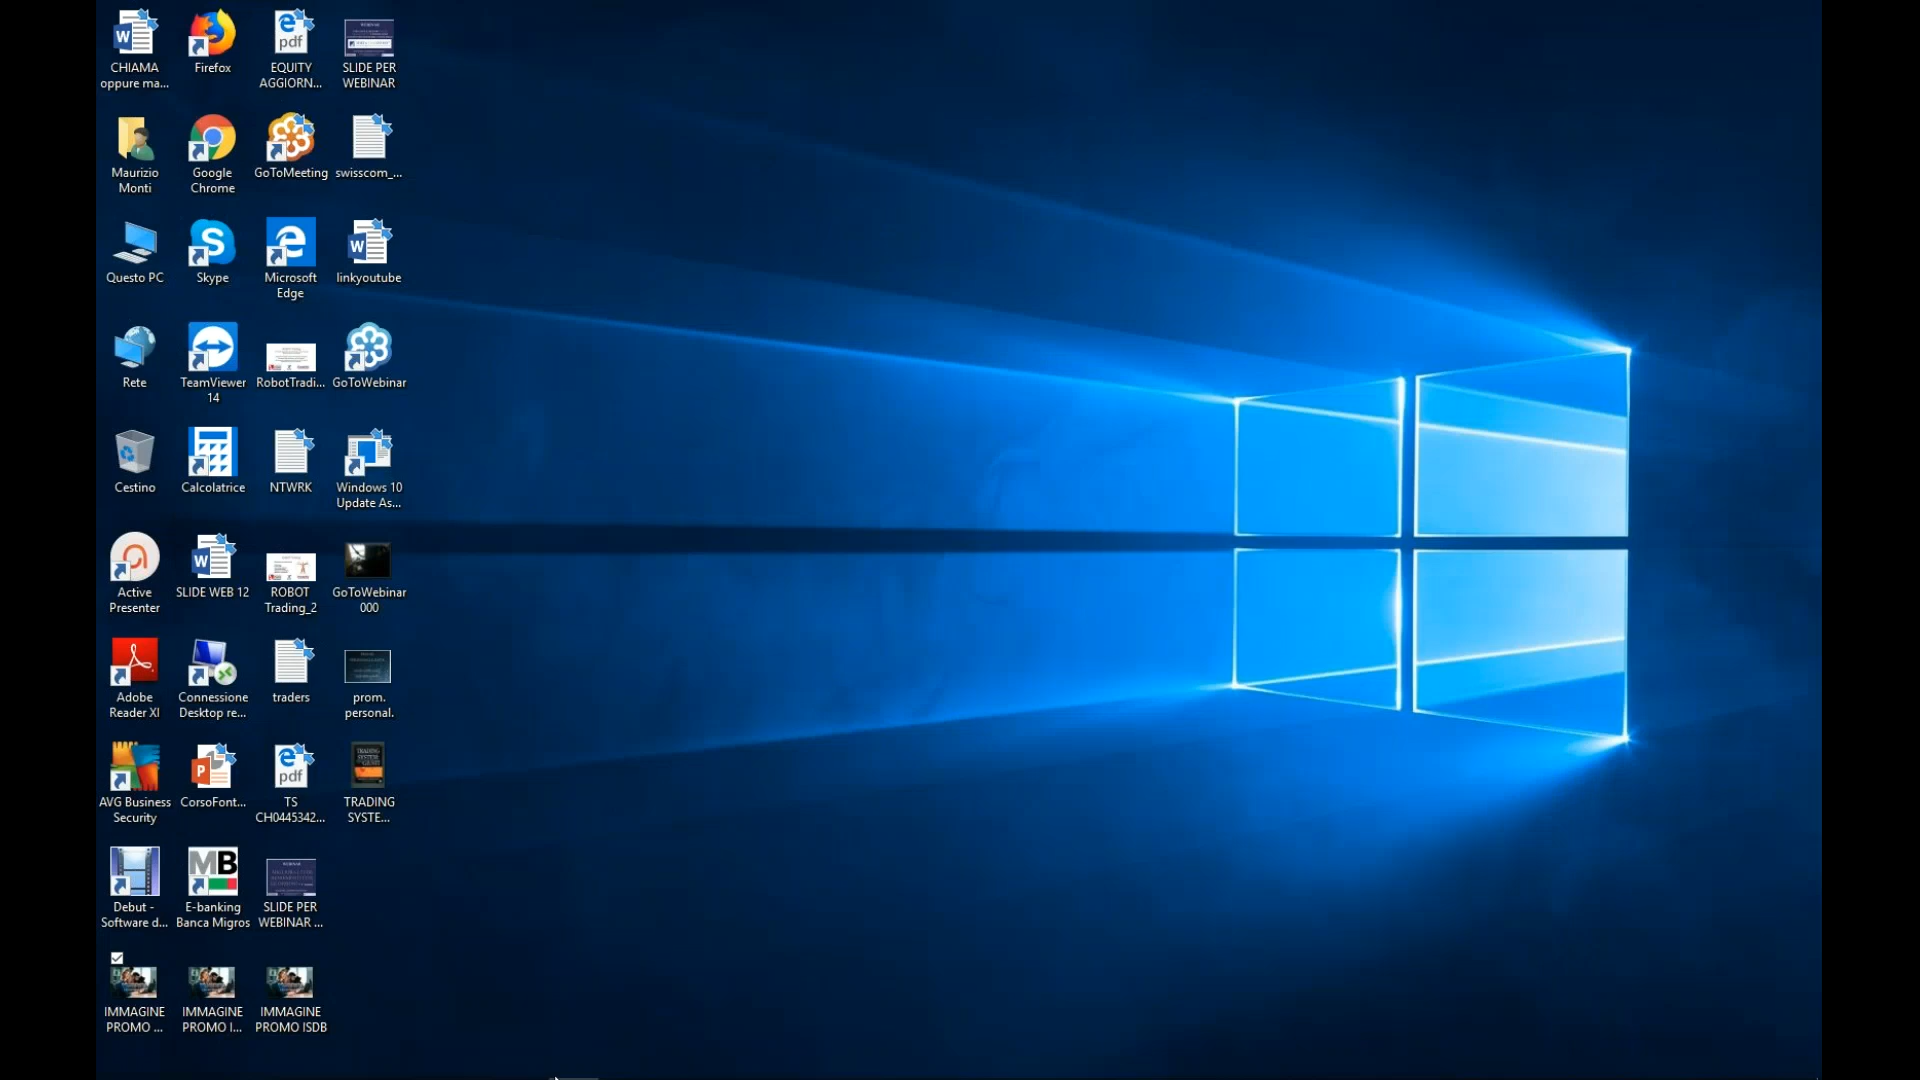 CHIAMA
oppure ma...
Firefox
EQUITY
AGGIORN...
SLIDE PER
WEBINAR
Maurizio
Monti
Google
Chrome
GoToMeeting
swisscom_...
Questo PC
Skype
Microsoft
Edge
linkyoutube
Rete
TeamViewer
14
RobotTradi...
GoToWebinar
Cestino
Calcolatrice
NTWRK
Windows 10
Update As...
Active
Presenter
SLIDE WEB 12
ROBOT
Trading_2
GoToWebinar
000
Adobe
Reader XI
Connessione
Desktop re...
traders
prom.
personal.
AVG Business
Security
CorsoFont...
TS
CH0445342...
TRADING
SYSTE...
Debut -
Software d...
E-banking
Banca Migros
SLIDE PER
WEBINAR ...
IMMAGINE
PROMO ...
IMMAGINE
PROMO I...
IMMAGINE
PROMO ISDB